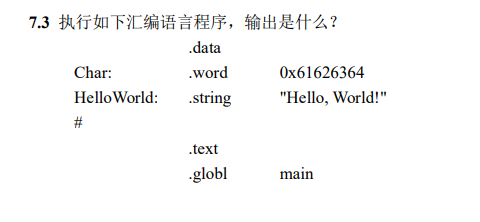 7.3 执行如下汇编语言程序，输出是什么？
.data
Char: .word 0x61626364
HelloWorld: .string "Hello, World!"
#
.text
.globl main